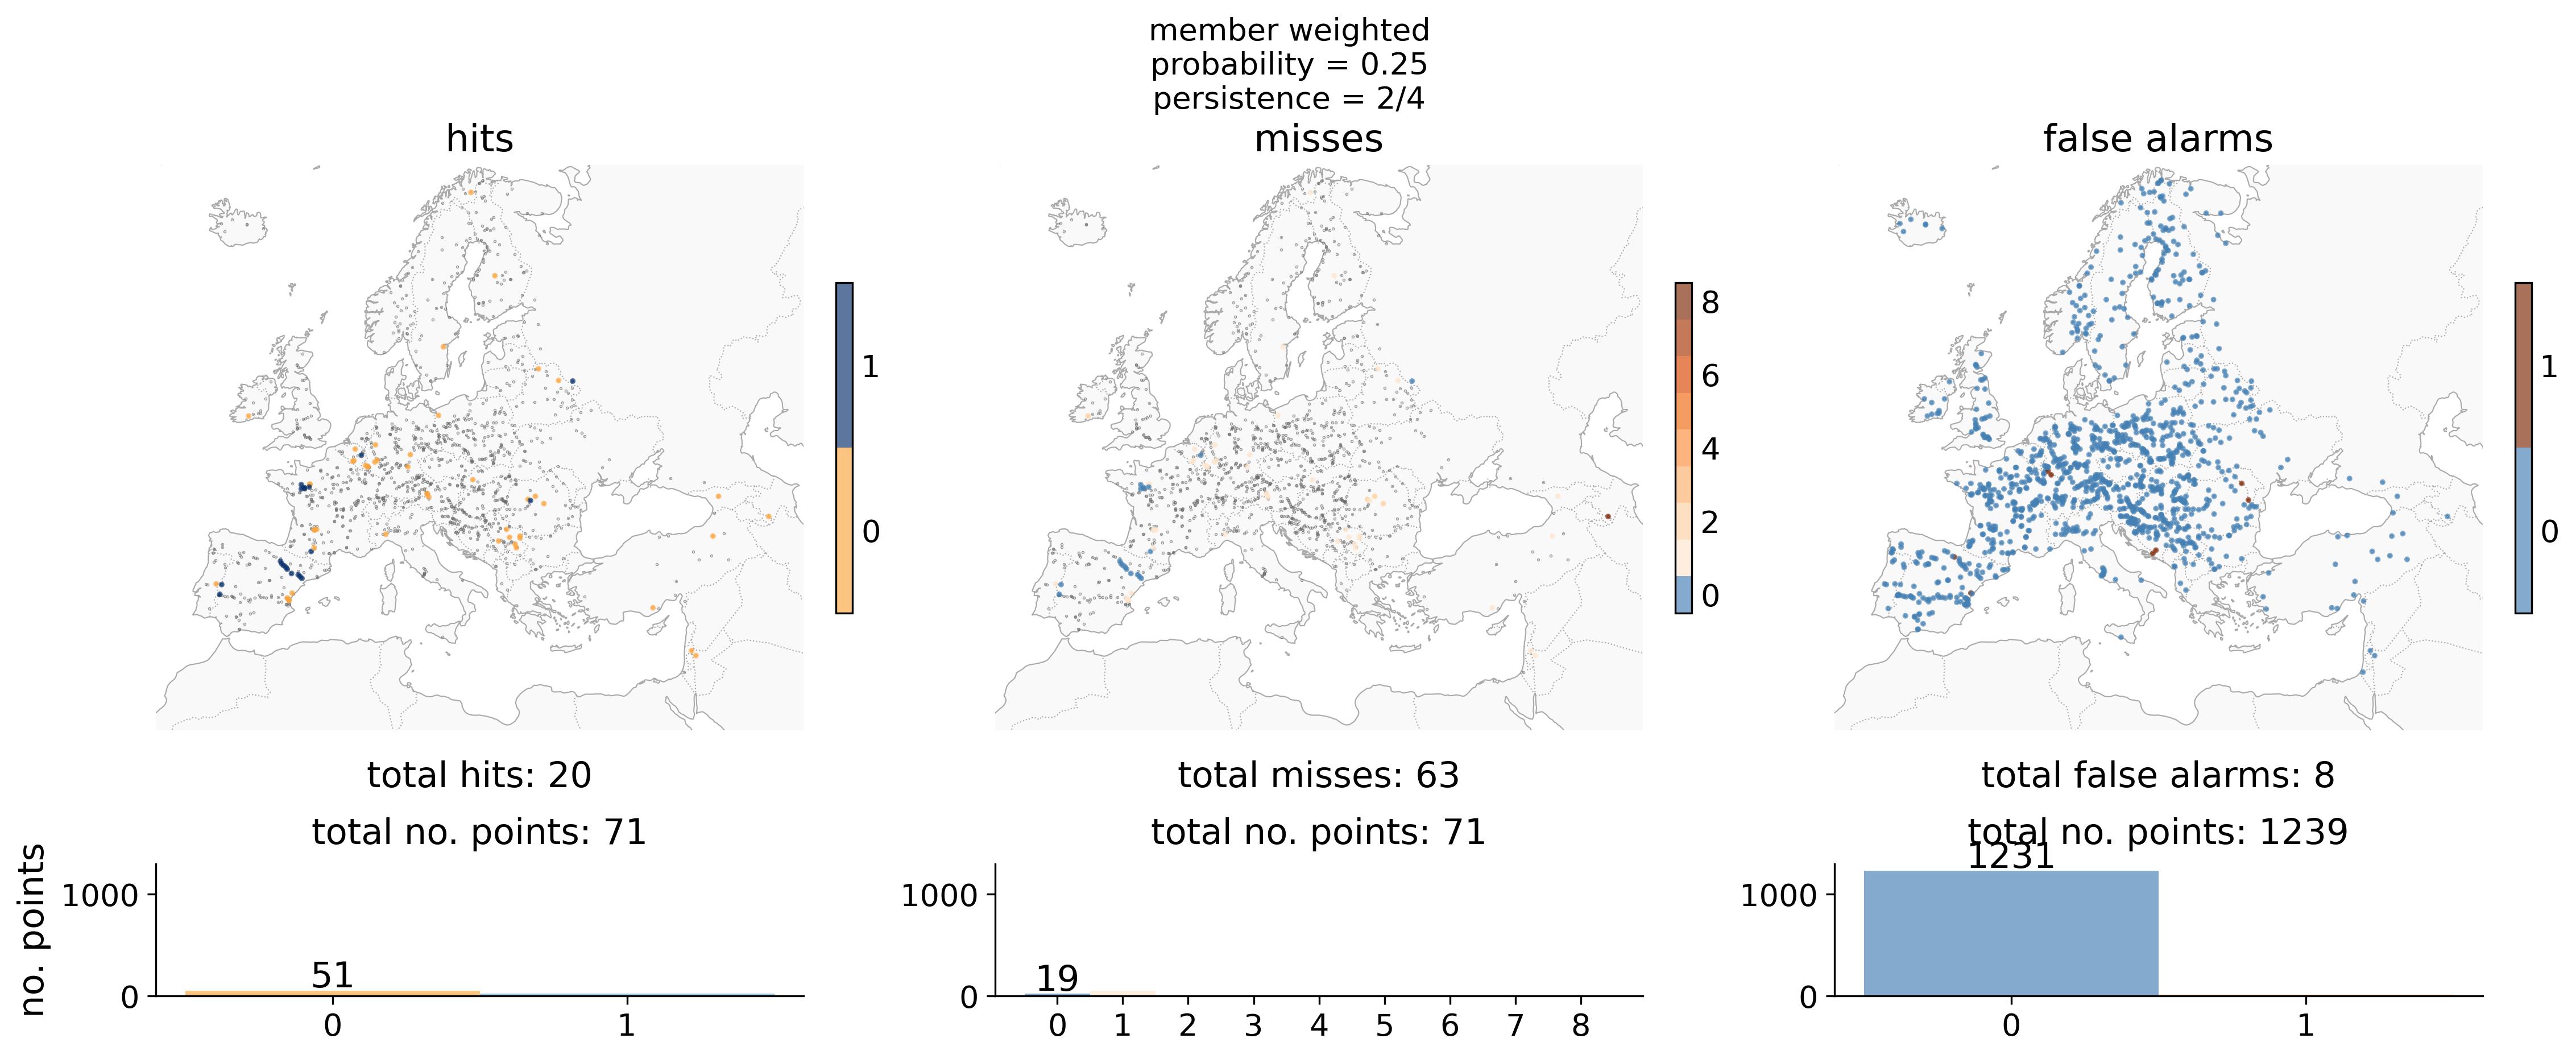 member weighted
probability = 0.25
persistence = 2/4
hits
misses
false alarms
1
0
8
6
4
2
0
1
0
total hits: 20
total misses: 63
total false alarms: 8
total no. points: 71
total no. points: 71
total no. points: 1239
no. points
1000
0
51
0
1
1000
0
19
0 1 2 3 4 5 6 7 8
1000
0
1231
0
1